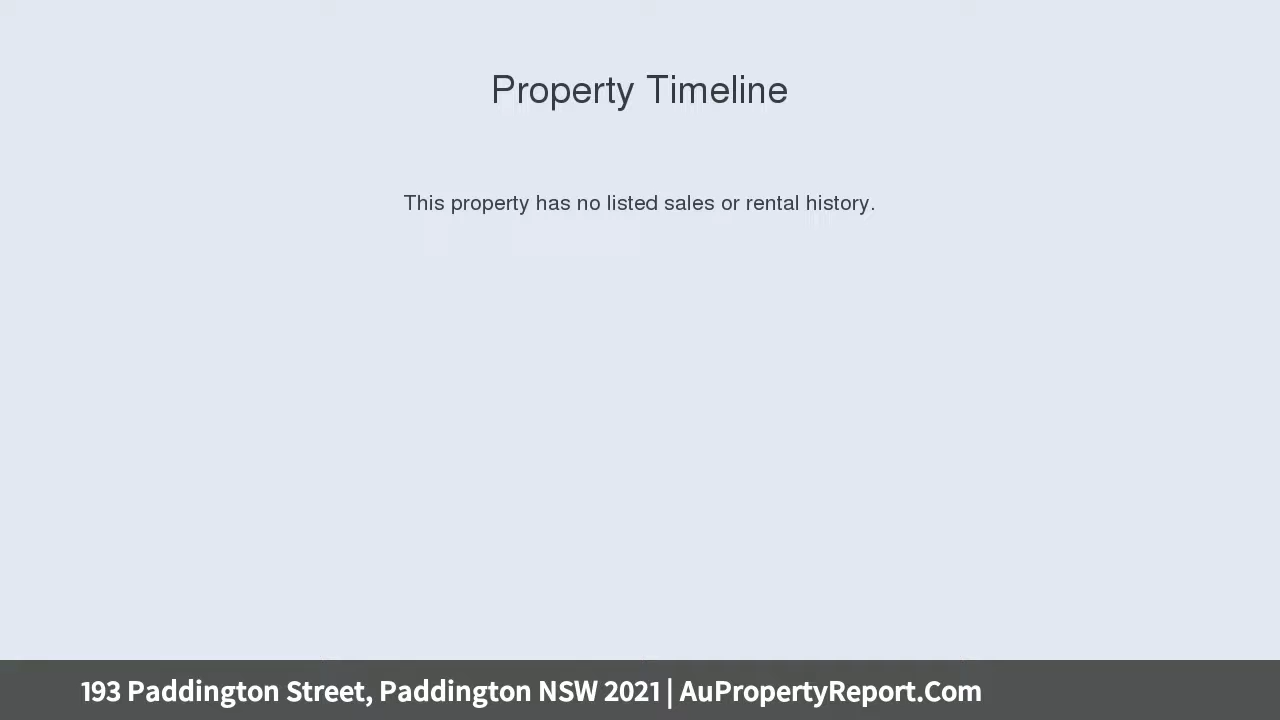 Property Timeline
This property has no listed sales or rental history.
193 Paddington Street, Paddington NSW 2021 | AuPropertyReport.Com